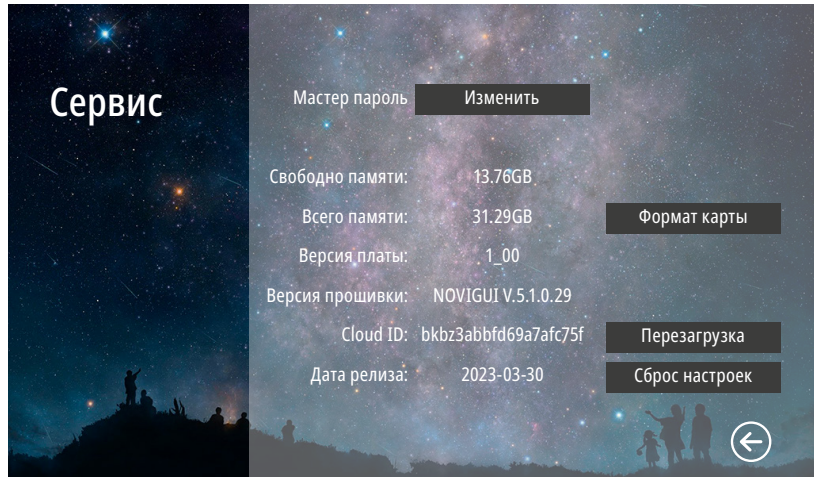 Сервис
Мастер пароль Изменить
Свободно памяти: 13.76GB
Всего памяти: 31.29GB Формат карты
Версия платы: 1_00
Версия прошивки: NOVIGUI V.5.1.0.29
Cloud ID: bkbz3abbfd69a7afc75f Перезагрузка
Дата релиза: 2023-03-30 Сброс настроек